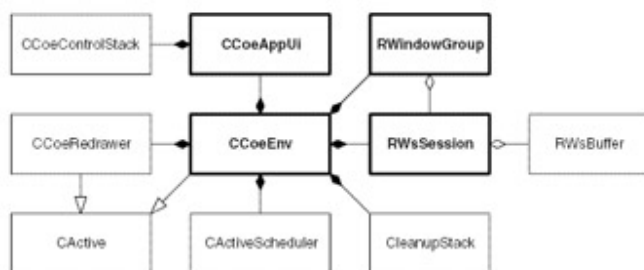 CCoeControlStack
CCoeAppUi
RWindowGroup
CCoeRedrawer
CCoeEnv
RWsSession
RWsBuffer
CActive
CActiveScheduler
CleanupStack